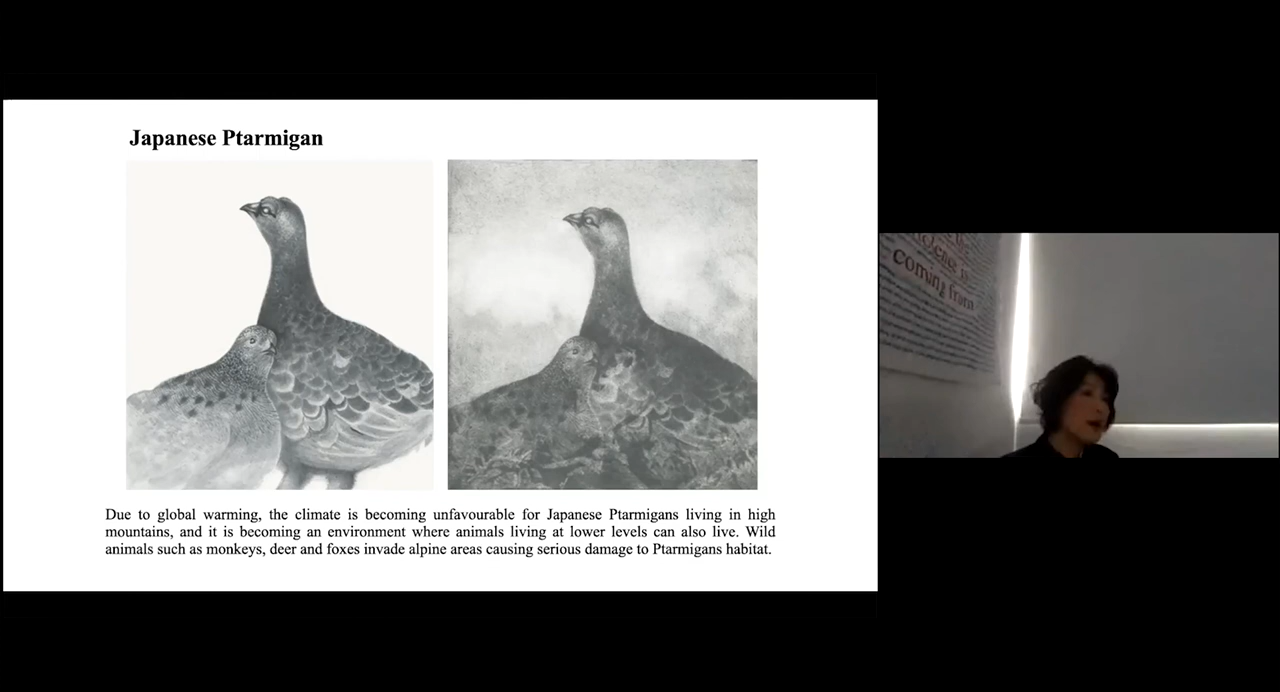 Japanese Ptarmigan
Due to global warming, the climate is becoming unfavourable for Japanese Ptarmigans living in high
mountains, and it is becoming an environment where animals living at lower levels can also live. Wild
animals such as monkeys, deer and foxes invade alpine areas causing serious damage to Ptarmigans habitat.
coming from